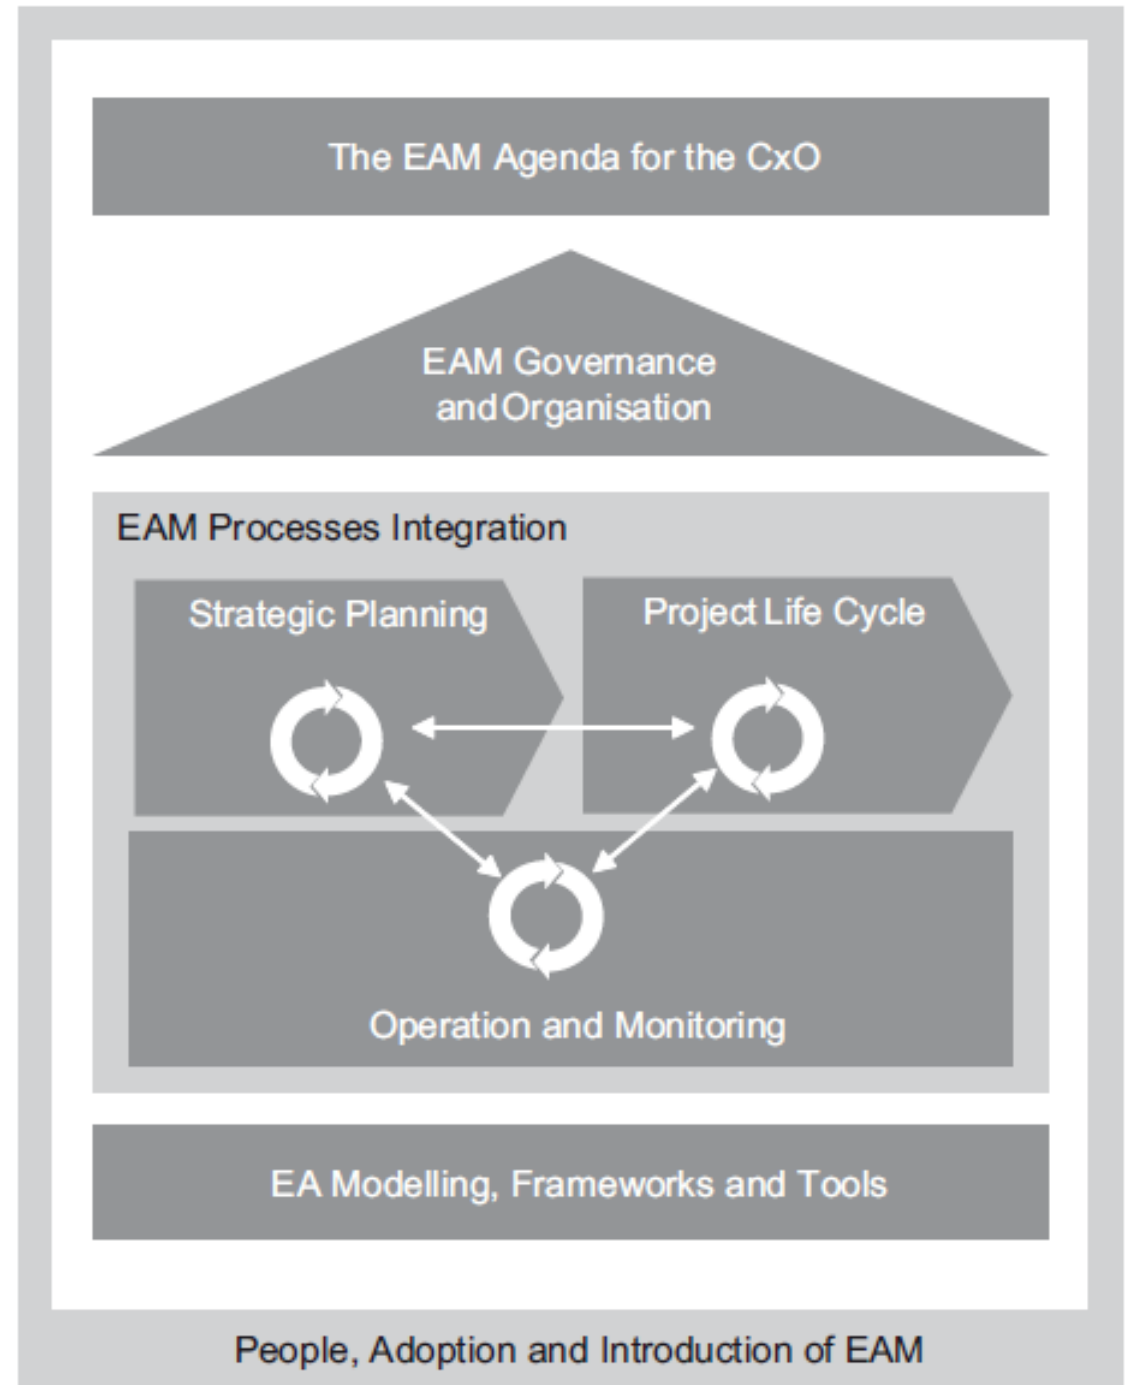 The EAM Agenda for the CxO
EAM Governance
and Organisation
EAM Processes Integration
Strategic Planning
Project Life Cycle
Operation and Monitoring
EA Modelling, Frameworks and Tools
People, Adoption and Introduction of EAM